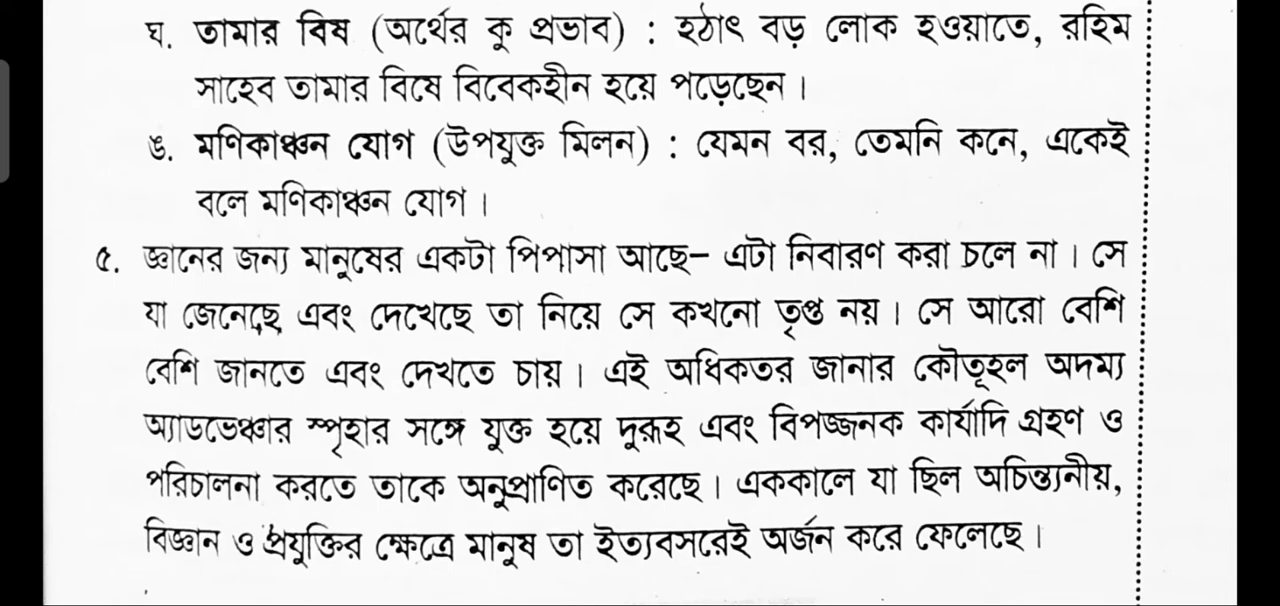 ঘ. তামার বিষ (অর্থের কু প্রভাব) : হঠাৎ বড় লোক হওয়াতে, রহিম
সাহেব তামার বিষে বিবেকহীন হয়ে পড়েছেন।
ঙ. মণিকাঞ্চন যোগ (উপযুক্ত মিলন) : যেমন বর, তেমনি কনে, একেই
বলে মণিকাঞ্চন যোগ।
৫. জ্ঞানের জন্য মানুষের একটা পিপাসা আছে– এটা নিবারণ করা চলে না। সে
যা জেনেছে এবং দেখেছে তা নিয়ে সে কখনো তৃপ্ত নয়। সে আরো বেশি
বেশি জানতে এবং দেখতে চায়। এই অধিকতর জানার কৌতূহল অদম্য
অ্যাডভেঞ্চার স্পৃহার সঙ্গে যুক্ত হয়ে দুরূহ এবং বিপজ্জনক কার্যাদি গ্রহণ ও
পরিচালনা করতে তাকে অনুপ্রাণিত করেছে। এককালে যা ছিল অচিন্ত্যনীয়,
বিজ্ঞান ও প্রযুক্তির ক্ষেত্রে মানুষ তা ইত্যবসরেই অর্জন করে ফেলেছে।